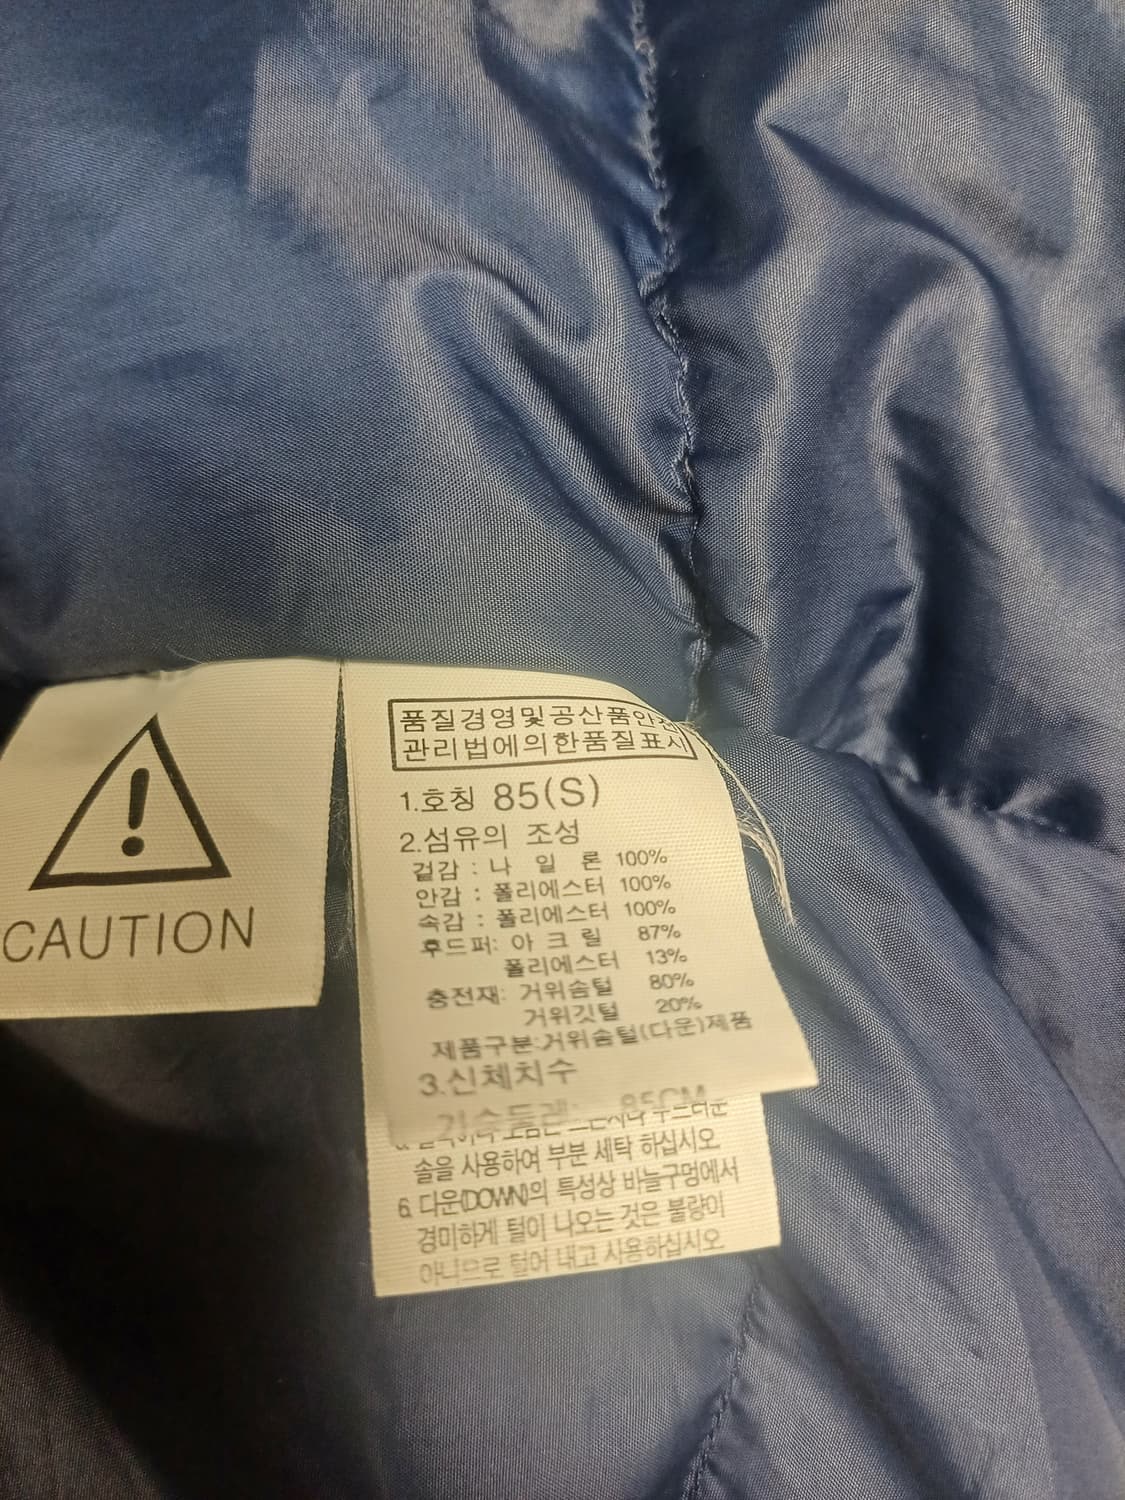 CAUTION
품질경영및공산품안전
관리법에의한품질표시
1.호칭 85(S)
2.섬유의 조성
겉감 : 나 일 론 100%
안감 : 폴리에스터 100%
속감 : 폴리에스터 100%
후드퍼: 아 크 릴 87%
폴리에스터 13%
충전재: 거위솜털 80%
거위깃털 20%
제품구분:거위솜털(다운)제품
3.신체치수
가슴둘레: 85CM
솔을 사용하여 부분 세탁 하십시오
6. 다운(DOWN)의 특성상 바늘구멍에서
경미하게 털이 나오는 것은 불량이
아니므로 털어 내고 사용하십시오